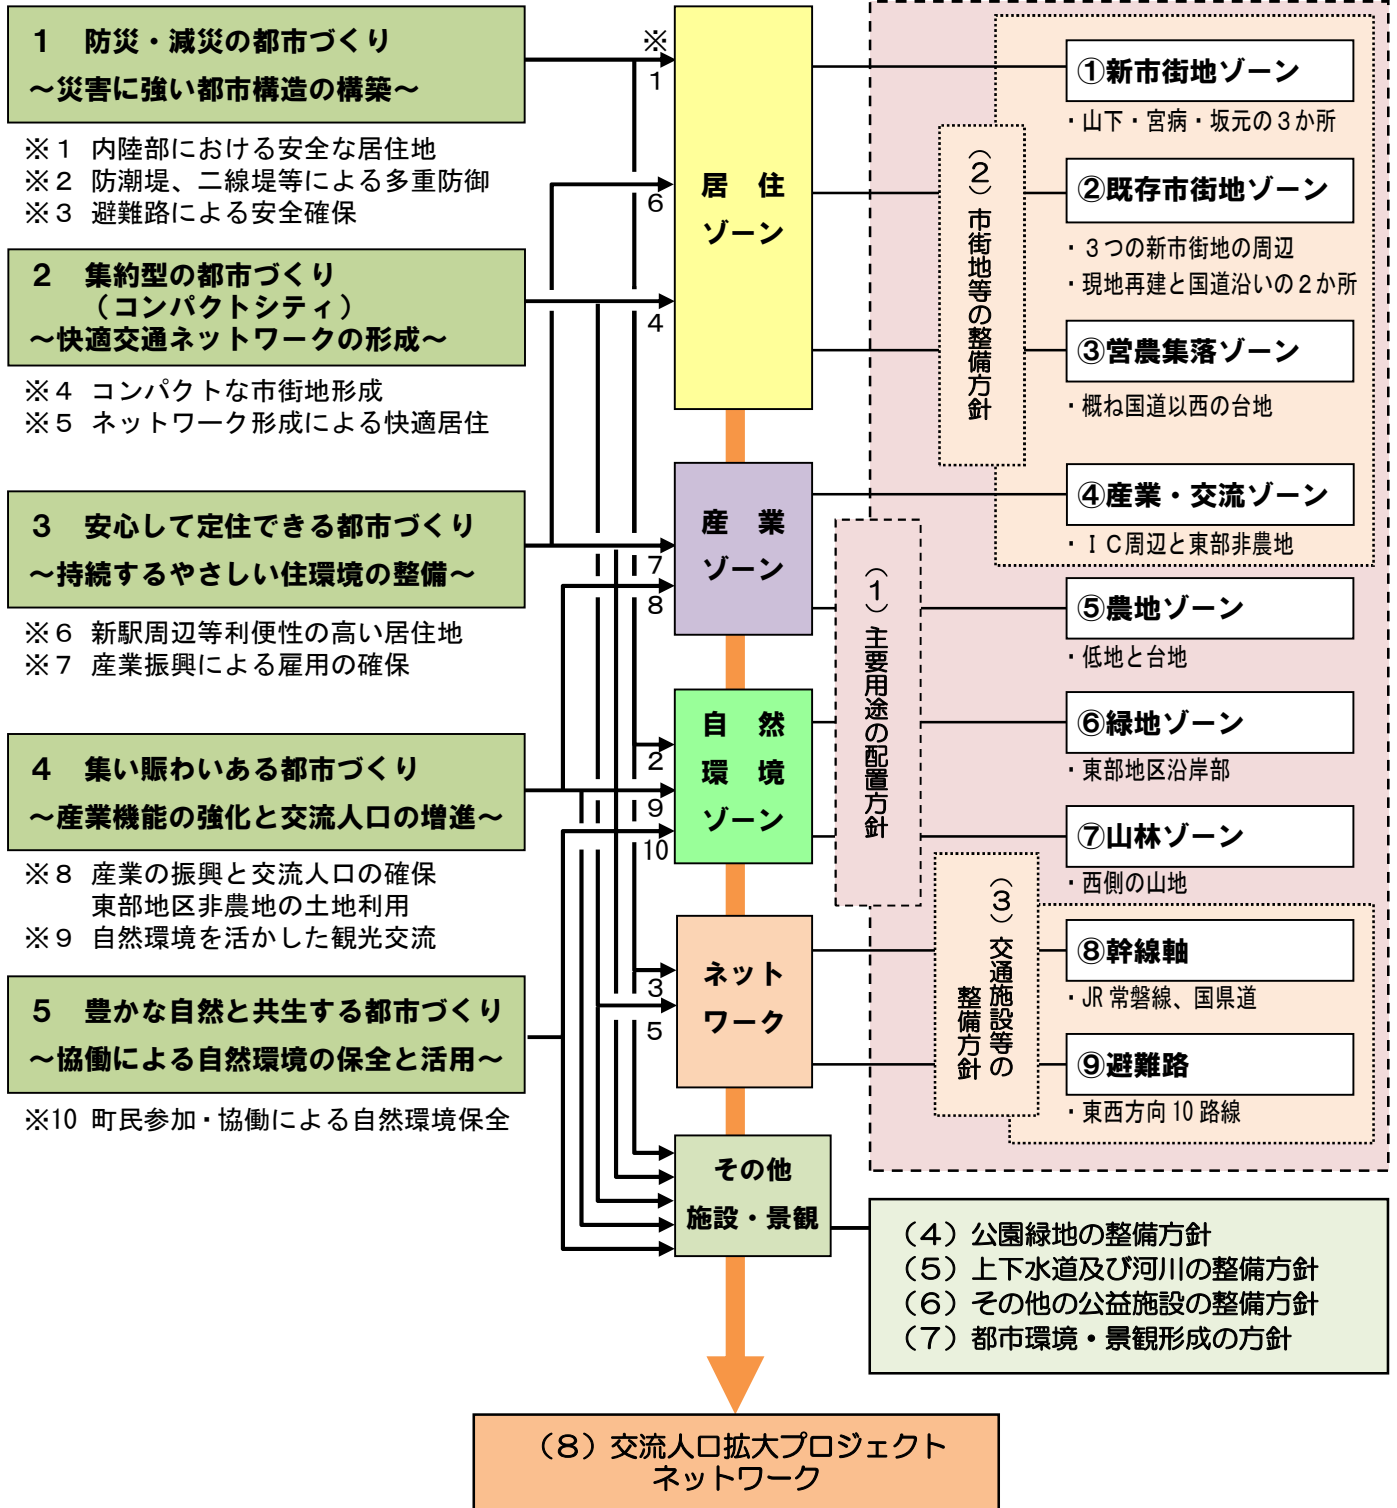 1　防災・減災の都市づくり
～災害に強い都市構造の構築～
※１ 内陸部における安全な居住地
※２ 防潮堤、二線堤等による多重防御
※３ 避難路による安全確保
2　集約型の都市づくり
（コンパクトシティ）
～快適交通ネットワークの形成～
※４ コンパクトな市街地形成
※５ ネットワーク形成による快適居住
3　安心して定住できる都市づくり
～持続するやさしい住環境の整備～
※６ 新駅周辺等利便性の高い居住地
※７ 産業振興による雇用の確保
4　集い賑わいある都市づくり
～産業機能の強化と交流人口の増進～
※８ 産業の振興と交流人口の確保
東部地区非農地の土地利用
※９ 自然環境を活かした観光交流
5　豊かな自然と共生する都市づくり
～協働による自然環境の保全と活用～
※10 町民参加・協働による自然環境保全
※
1
6
4
7
8
2
9
10
3
5
居　住
ゾーン
産　業
ゾーン
自　然
環　境
ゾーン
ネット
ワーク
その他
施設・景観
（２）市街地等の整備方針
（１）主要用途の配置方針
（３）交通施設等の
整備方針
①新市街地ゾーン
・山下・宮病・坂元の３か所
②既存市街地ゾーン
・３つの新市街地の周辺
・現地再建と国道沿いの２か所
③営農集落ゾーン
・概ね国道以西の台地
④産業・交流ゾーン
・ＩＣ周辺と東部非農地
⑤農地ゾーン
・低地と台地
⑥緑地ゾーン
・東部地区沿岸部
⑦山林ゾーン
・西側の山地
⑧幹線軸
・JR 常磐線、国県道
⑨避難路
・東西方向 10 路線
（４）公園緑地の整備方針
（５）上下水道及び河川の整備方針
（６）その他の公益施設の整備方針
（７）都市環境・景観形成の方針
（８）交流人口拡大プロジェクト
ネットワーク